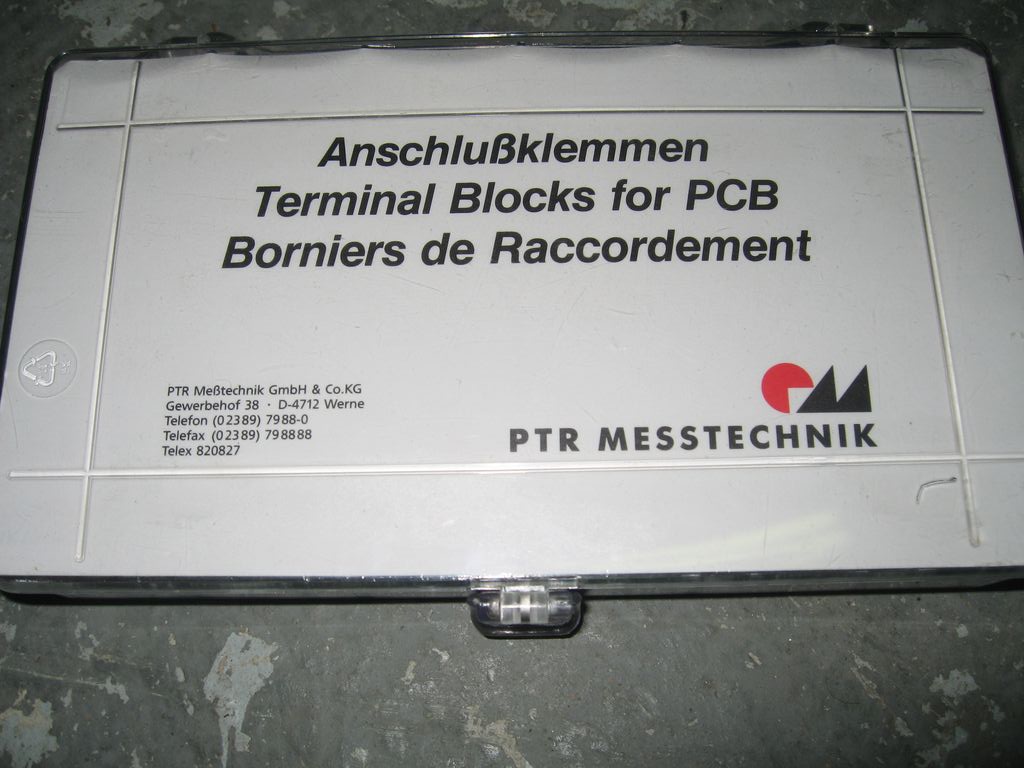 Anschlußklemmen
Terminal Blocks for PCB
Borniers de Raccordement
PTR Meßtechnik GmbH & Co.KG
Gewerbehof 38 · D-4712 Werne
Telefon (02389) 7988-0
Telefax (02389) 798888
Telex 820827
PTR MESSTECHNIK